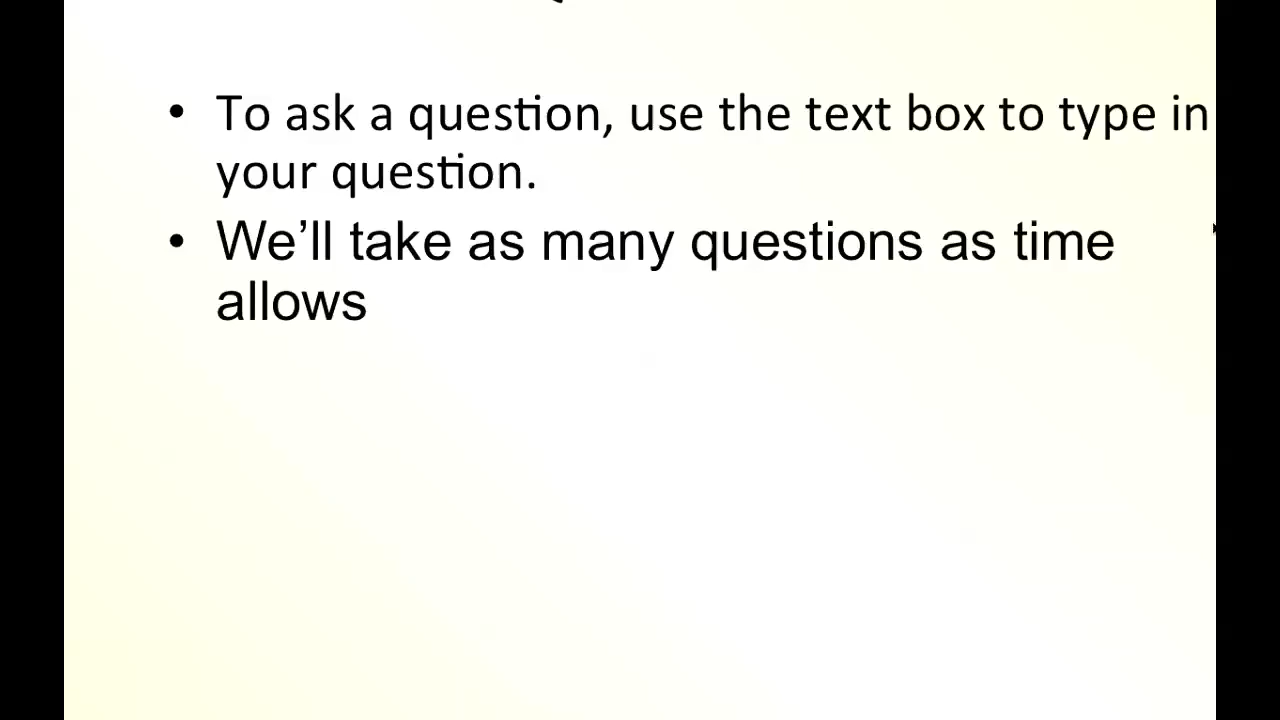 • To ask a question, use the text box to type in
your question.
• We’ll take as many questions as time
allows